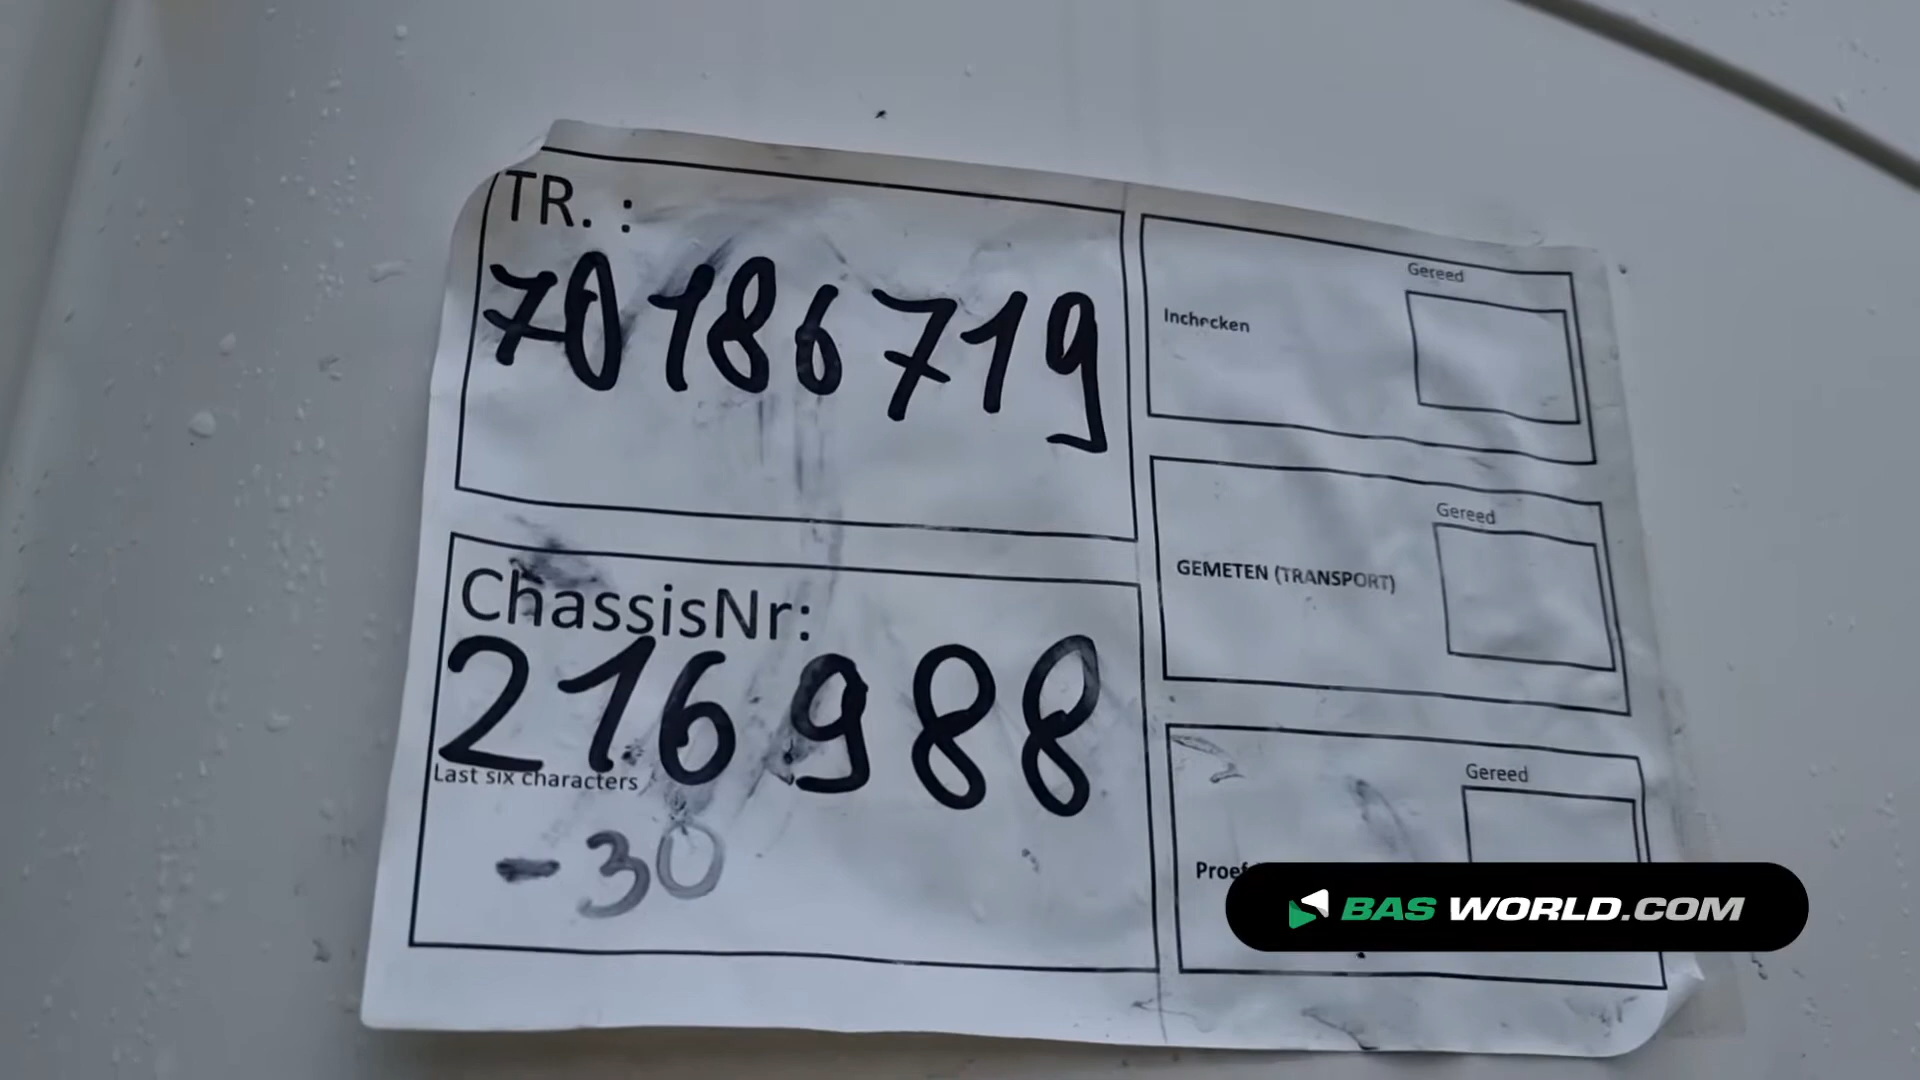 TR. :
70186719
ChassisNr:
216988
Last six characters
-30
Gereed
Inchecken
Gereed
GEMETEN (TRANSPORT)
Gereed
BAS WORLD.COM